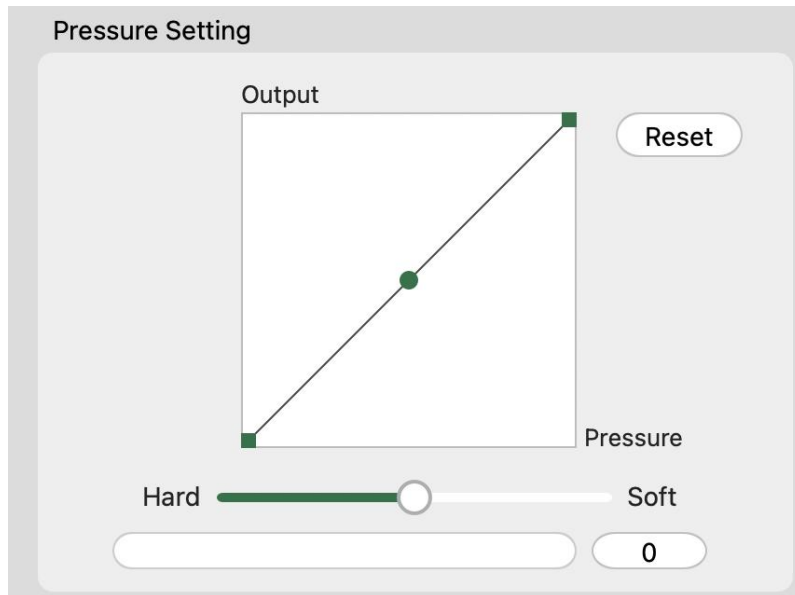 Pressure Setting
Output
Reset
Pressure
Hard Soft
0